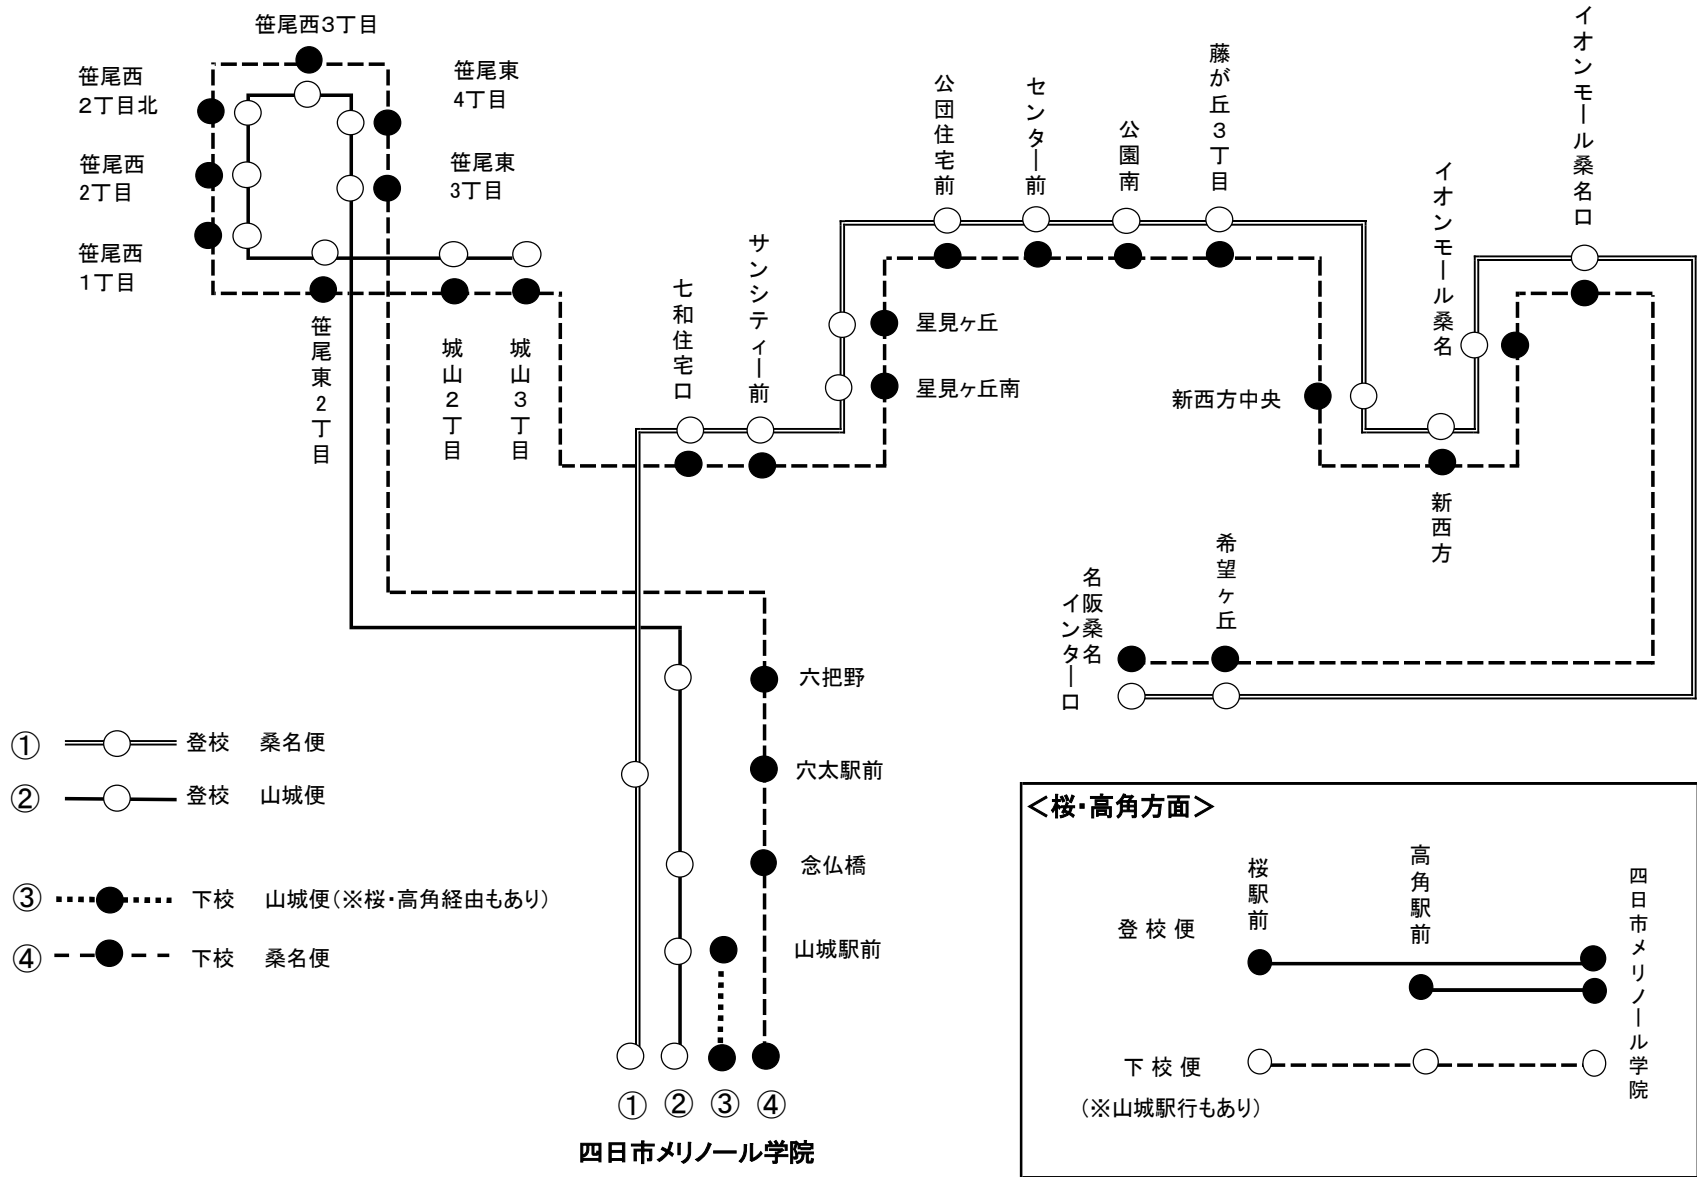 笹尾西3丁目
笹尾西
2丁目北
笹尾東
4丁目
笹尾西
2丁目
笹尾東
3丁目
笹尾西
1丁目
笹尾東2丁目
城山2丁目
城山3丁目
七和住宅口
サンシティー前
星見ヶ丘
星見ヶ丘南
公団住宅前
センター前
公園南
藤が丘3丁目
新西方中央
新西方
イオンモール桑名
イオンモール桑名口
希望ヶ丘
名阪桑名
インター口
六把野
穴太駅前
念仏橋
山城駅前
① 登校 桑名便
② 登校 山城便
③ 下校 山城便(※桜・高角経由もあり)
④ 下校 桑名便
① ② ③ ④
四日市メリノール学院
<桜・高角方面>
桜駅前
高角駅前
四日市メリノール学院
登校便
下校便
(※山城駅行もあり)